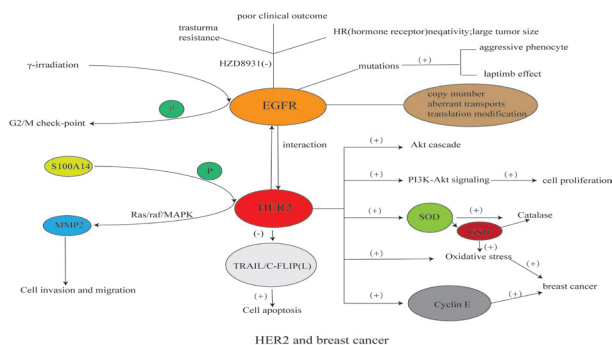 poor clinical outcome
trasturma
resistance
HR(hormone receptor)neqativity;large tumor size
HZD8931(-)
γ-irradiation
mutations
(+)
aggressive phenocyte
laptimb effect
P
EGFR
copy mumber
aberrant transports
translation modification
G2/M check-point
interaction
(+)
Akt cascade
S100A14
P
(+)
PI3K-Akt signaling
(+)
cell proliferation
HER2
Ras/raf/MAPK
MMP2
(+)
SOD
(+)
Catalase
(-)
(+)
TRAIL/C-FLIP(L)
(+)
Oxidative stress
(+)
Cell invasion and migration
(+)
Cell apoptosis
(+)
Cyclin E
(+)
breast cancer
HER2 and breast cancer